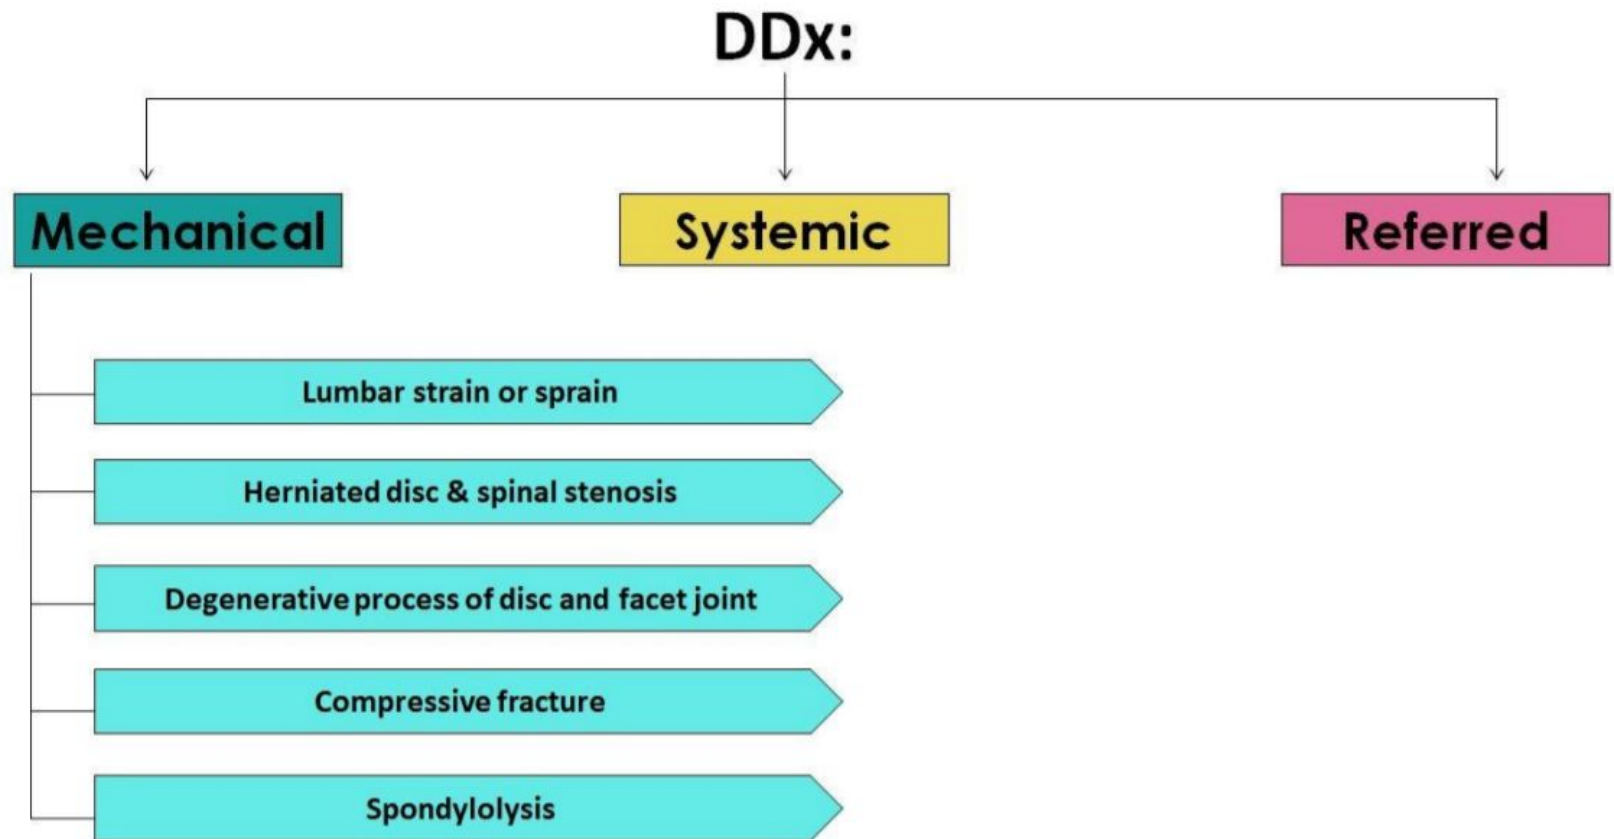 DDx:
Mechanical
Systemic
Referred
Lumbar strain or sprain
Herniated disc & spinal stenosis
Degenerative process of disc and facet joint
Compressive fracture
Spondylolysis